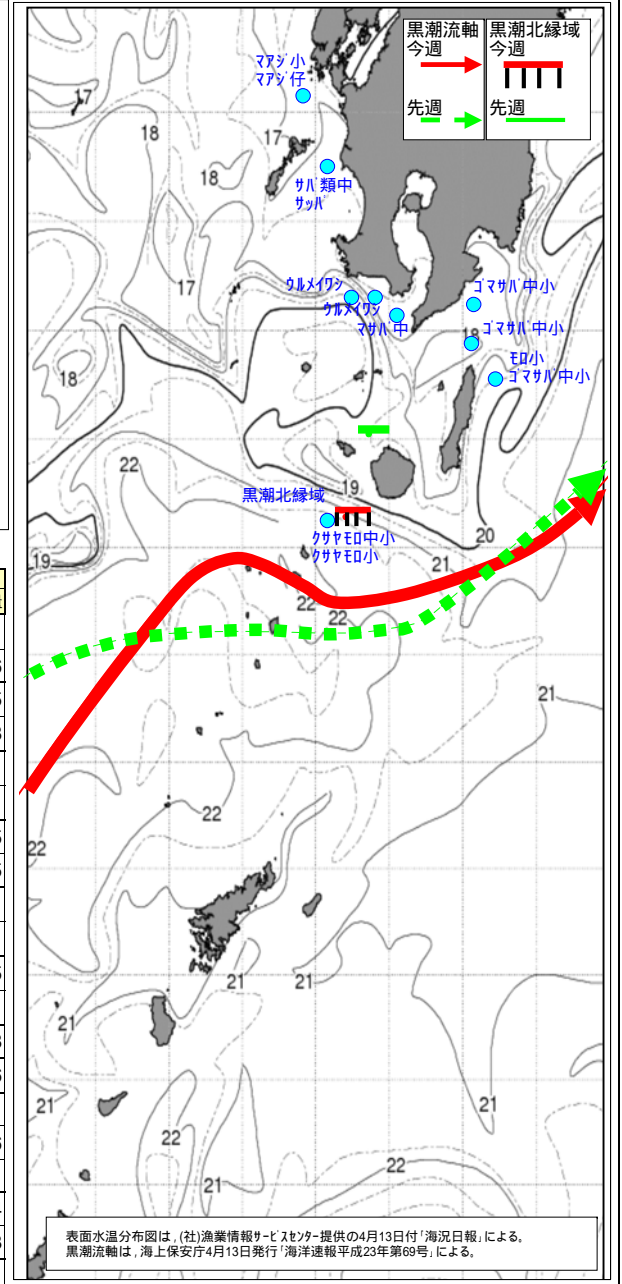 黒潮流軸
今週
先週
黒潮北縁域
今週
先週
マアジ小
マアジ仔
17
18
17
18
サバ類中
サッパ
17
ウルメイワシ
ウルメイワシ
マサバ中
ゴマサバ中小
18
ゴマサバ中小
モロ小
ゴマサバ中小
18
22
19
黒潮北縁域
クサヤモロ中小
クサヤモロ小
20
19
21
22
22
21
22
22
21
21
21
21
21
22
22
21
表面水温分布図は，(社)漁業情報サービスセンター提供の4月13日付「海況日報」による。
黒潮流軸は，海上保安庁4月13日発行「海洋速報平成23年第69号」による。